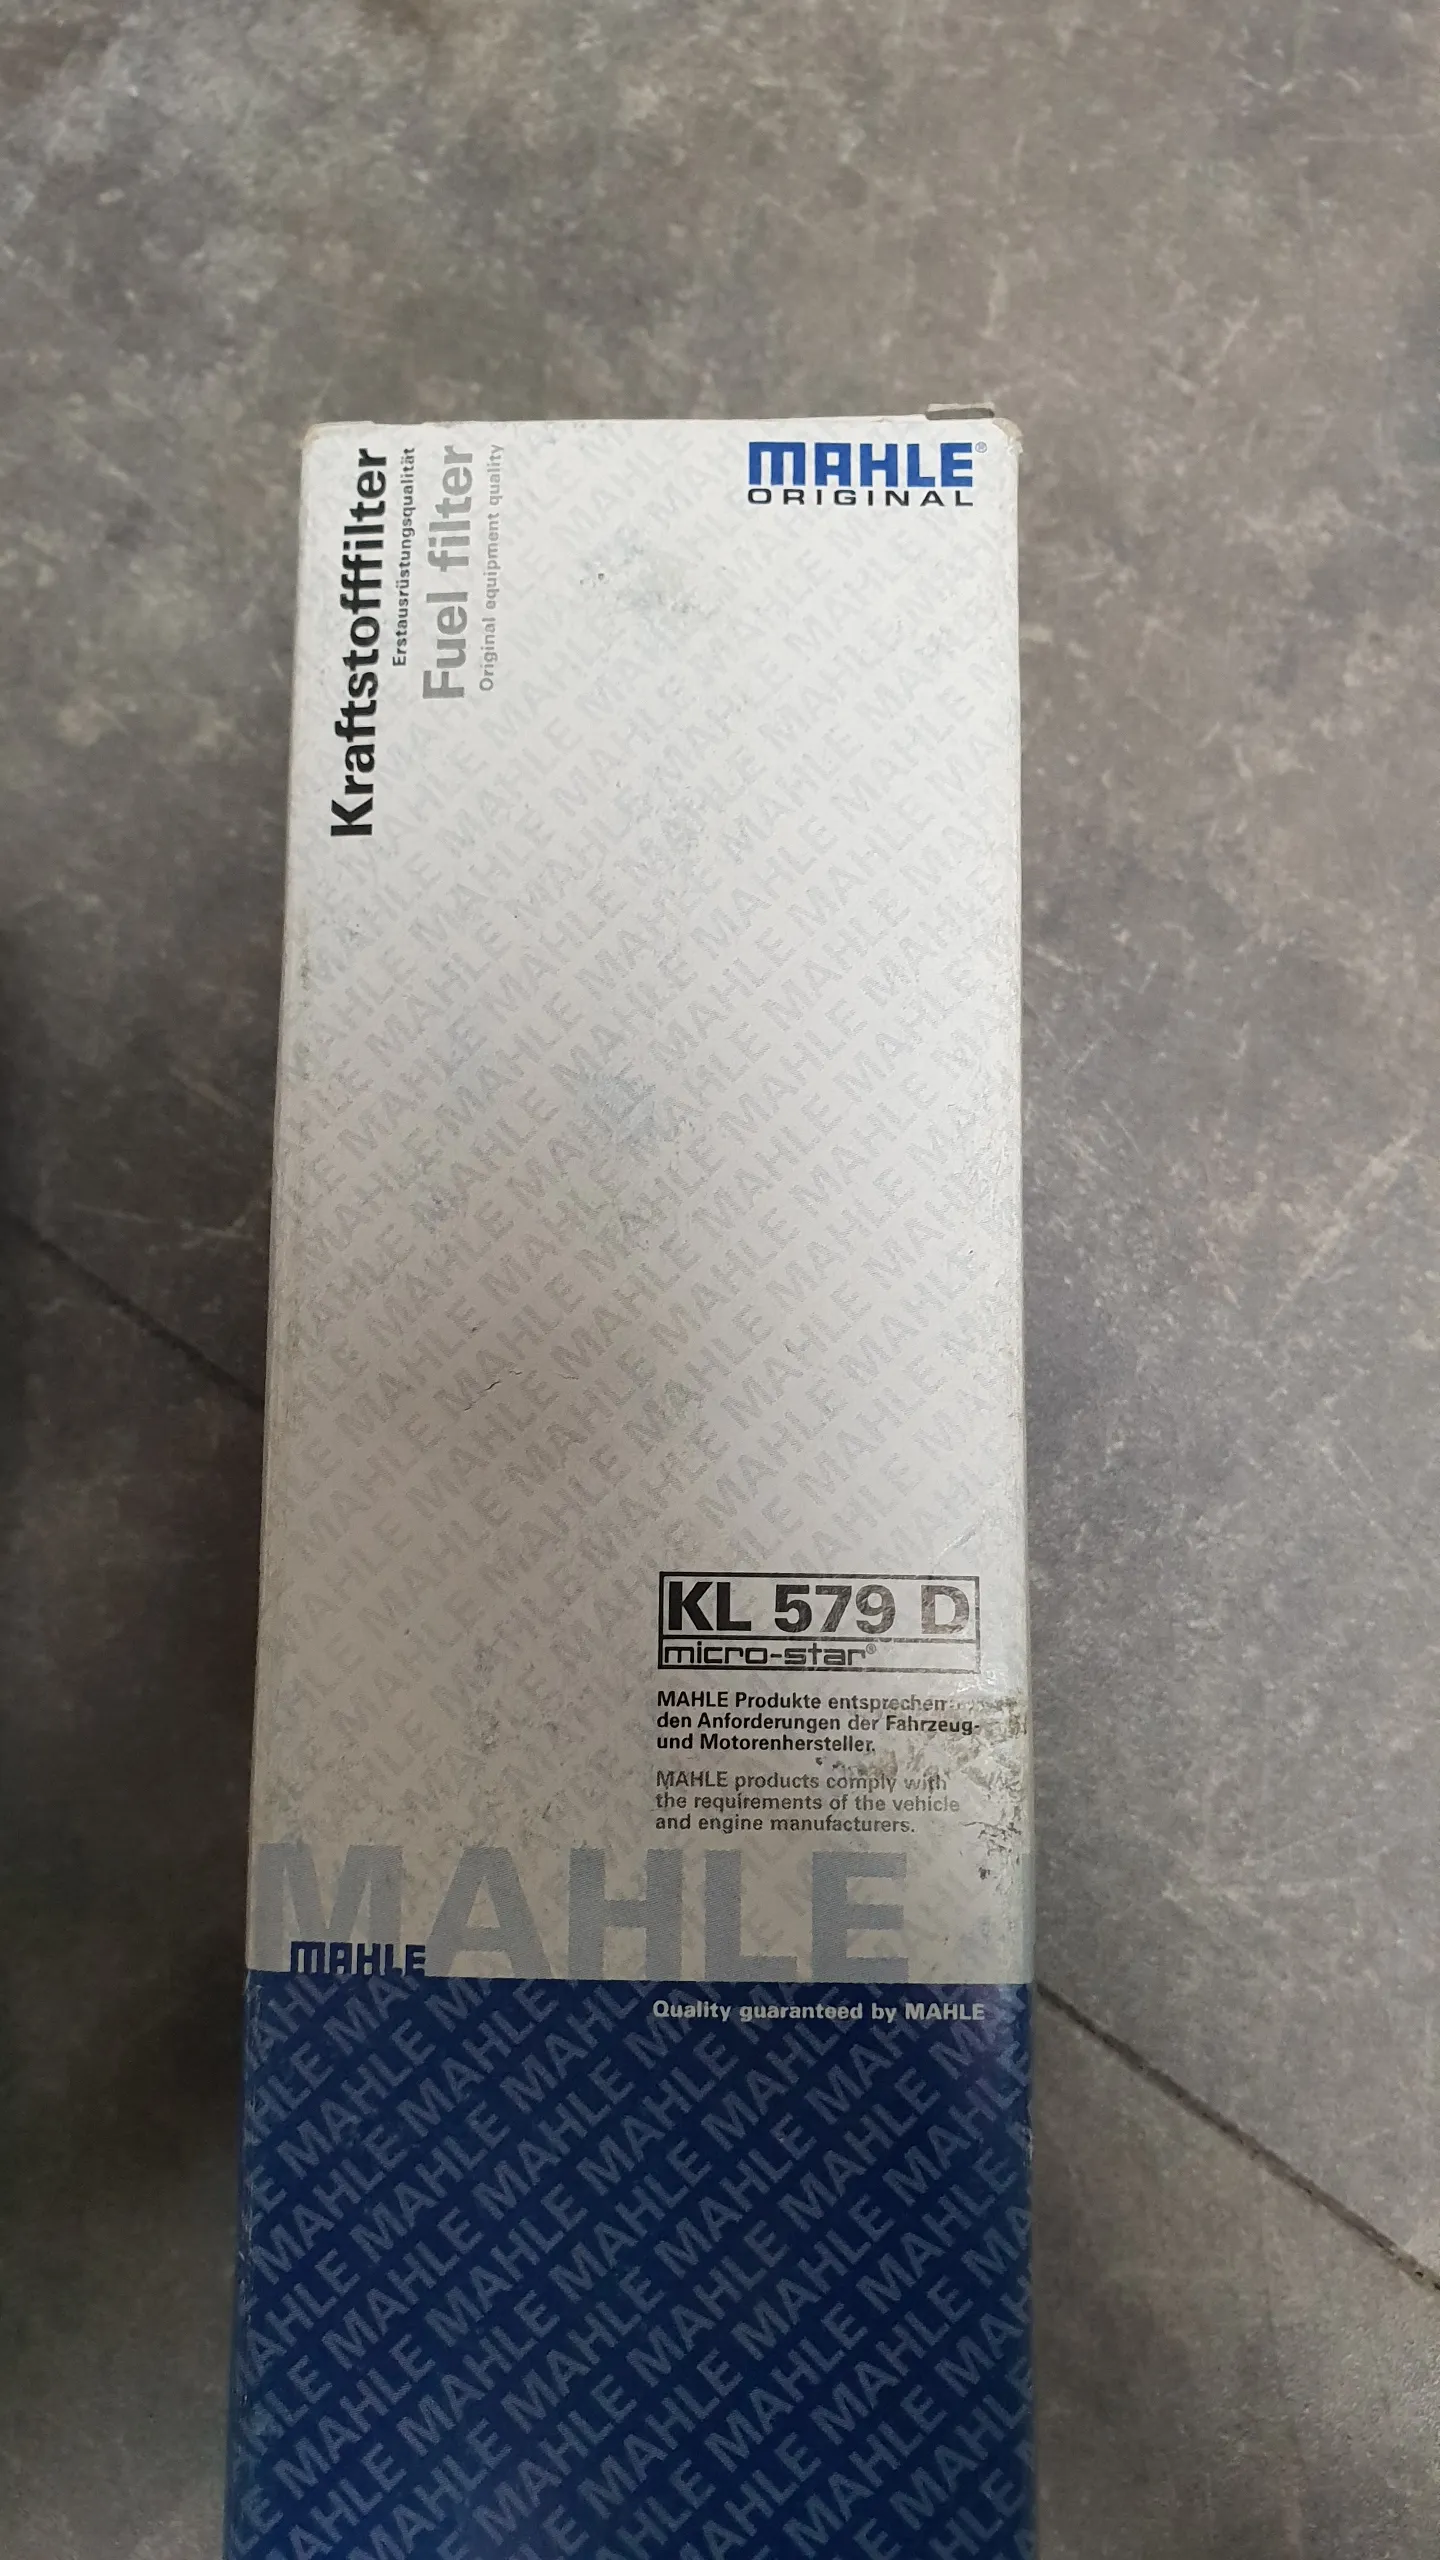 Kraftstofffilter
Erstausrüstungsqualität
Fuel filter
Original equipment quality
MAHLE®
ORIGINAL
KL 579 D
micro-star®
MAHLE Produkte entsprechen
den Anforderungen der Fahrzeug-
und Motorenhersteller.
MAHLE products comply with
the requirements of the vehicle
and engine manufacturers.
MAHLE
MAHLE
Quality guaranteed by MAHLE